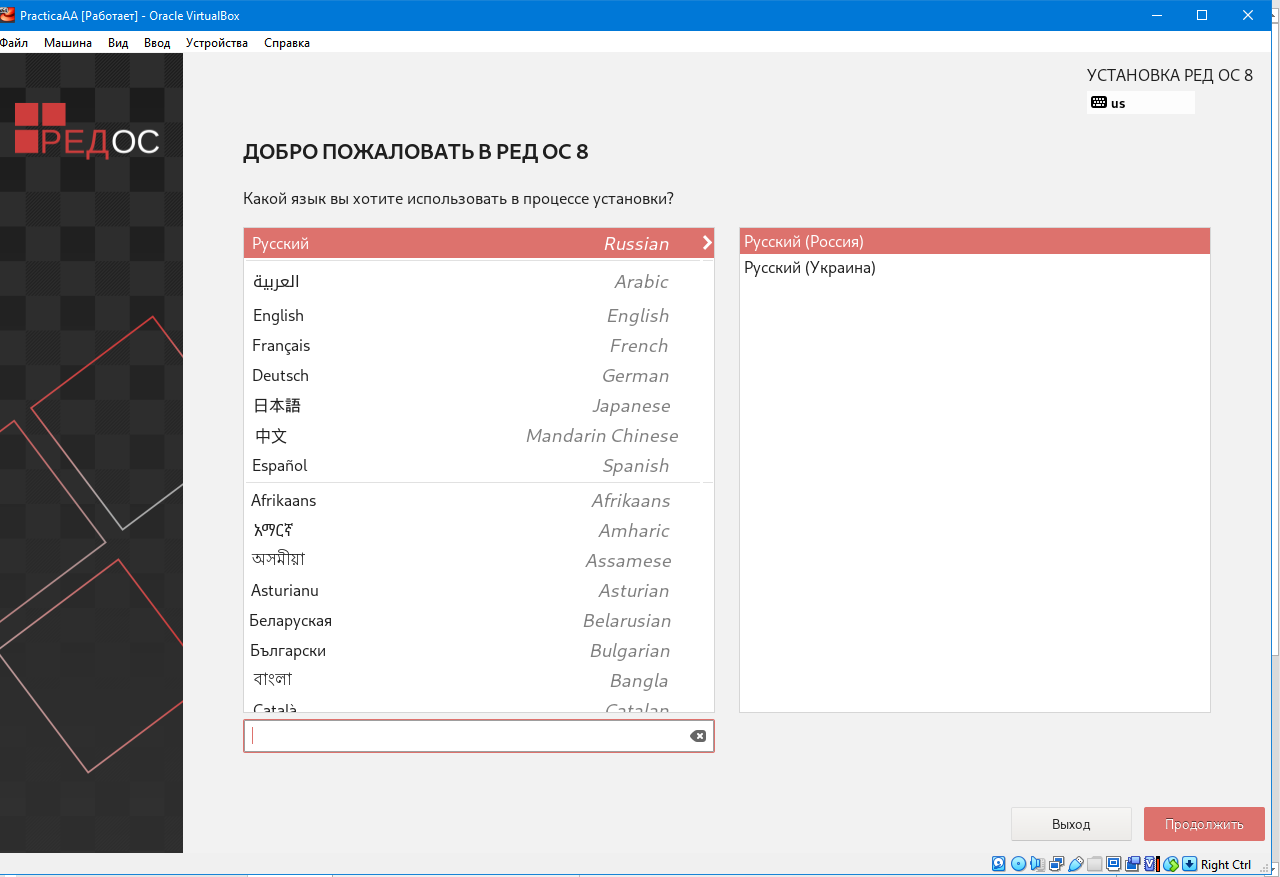 PracticaAA [Работает] - Oracle VirtualBox
Файл Машина Вид Ввод Устройства Справка
РЕДОС
УСТАНОВКА РЕД ОС 8
us
ДОБРО ПОЖАЛОВАТЬ В РЕД ОС 8
Какой язык вы хотите использовать в процессе установки?
Русский Russian
العربية Arabic
English English
Français French
Deutsch German
日本語 Japanese
中文 Mandarin Chinese
Español Spanish
Afrikaans Afrikaans
አማርኛ Amharic
অসমীয়া Assamese
Asturianu Asturian
Беларуская Belarusian
Български Bulgarian
বাংলা Bangla
Català Catalan
Русский (Россия)
Русский (Украина)
Выход
Продолжить
Right Ctrl